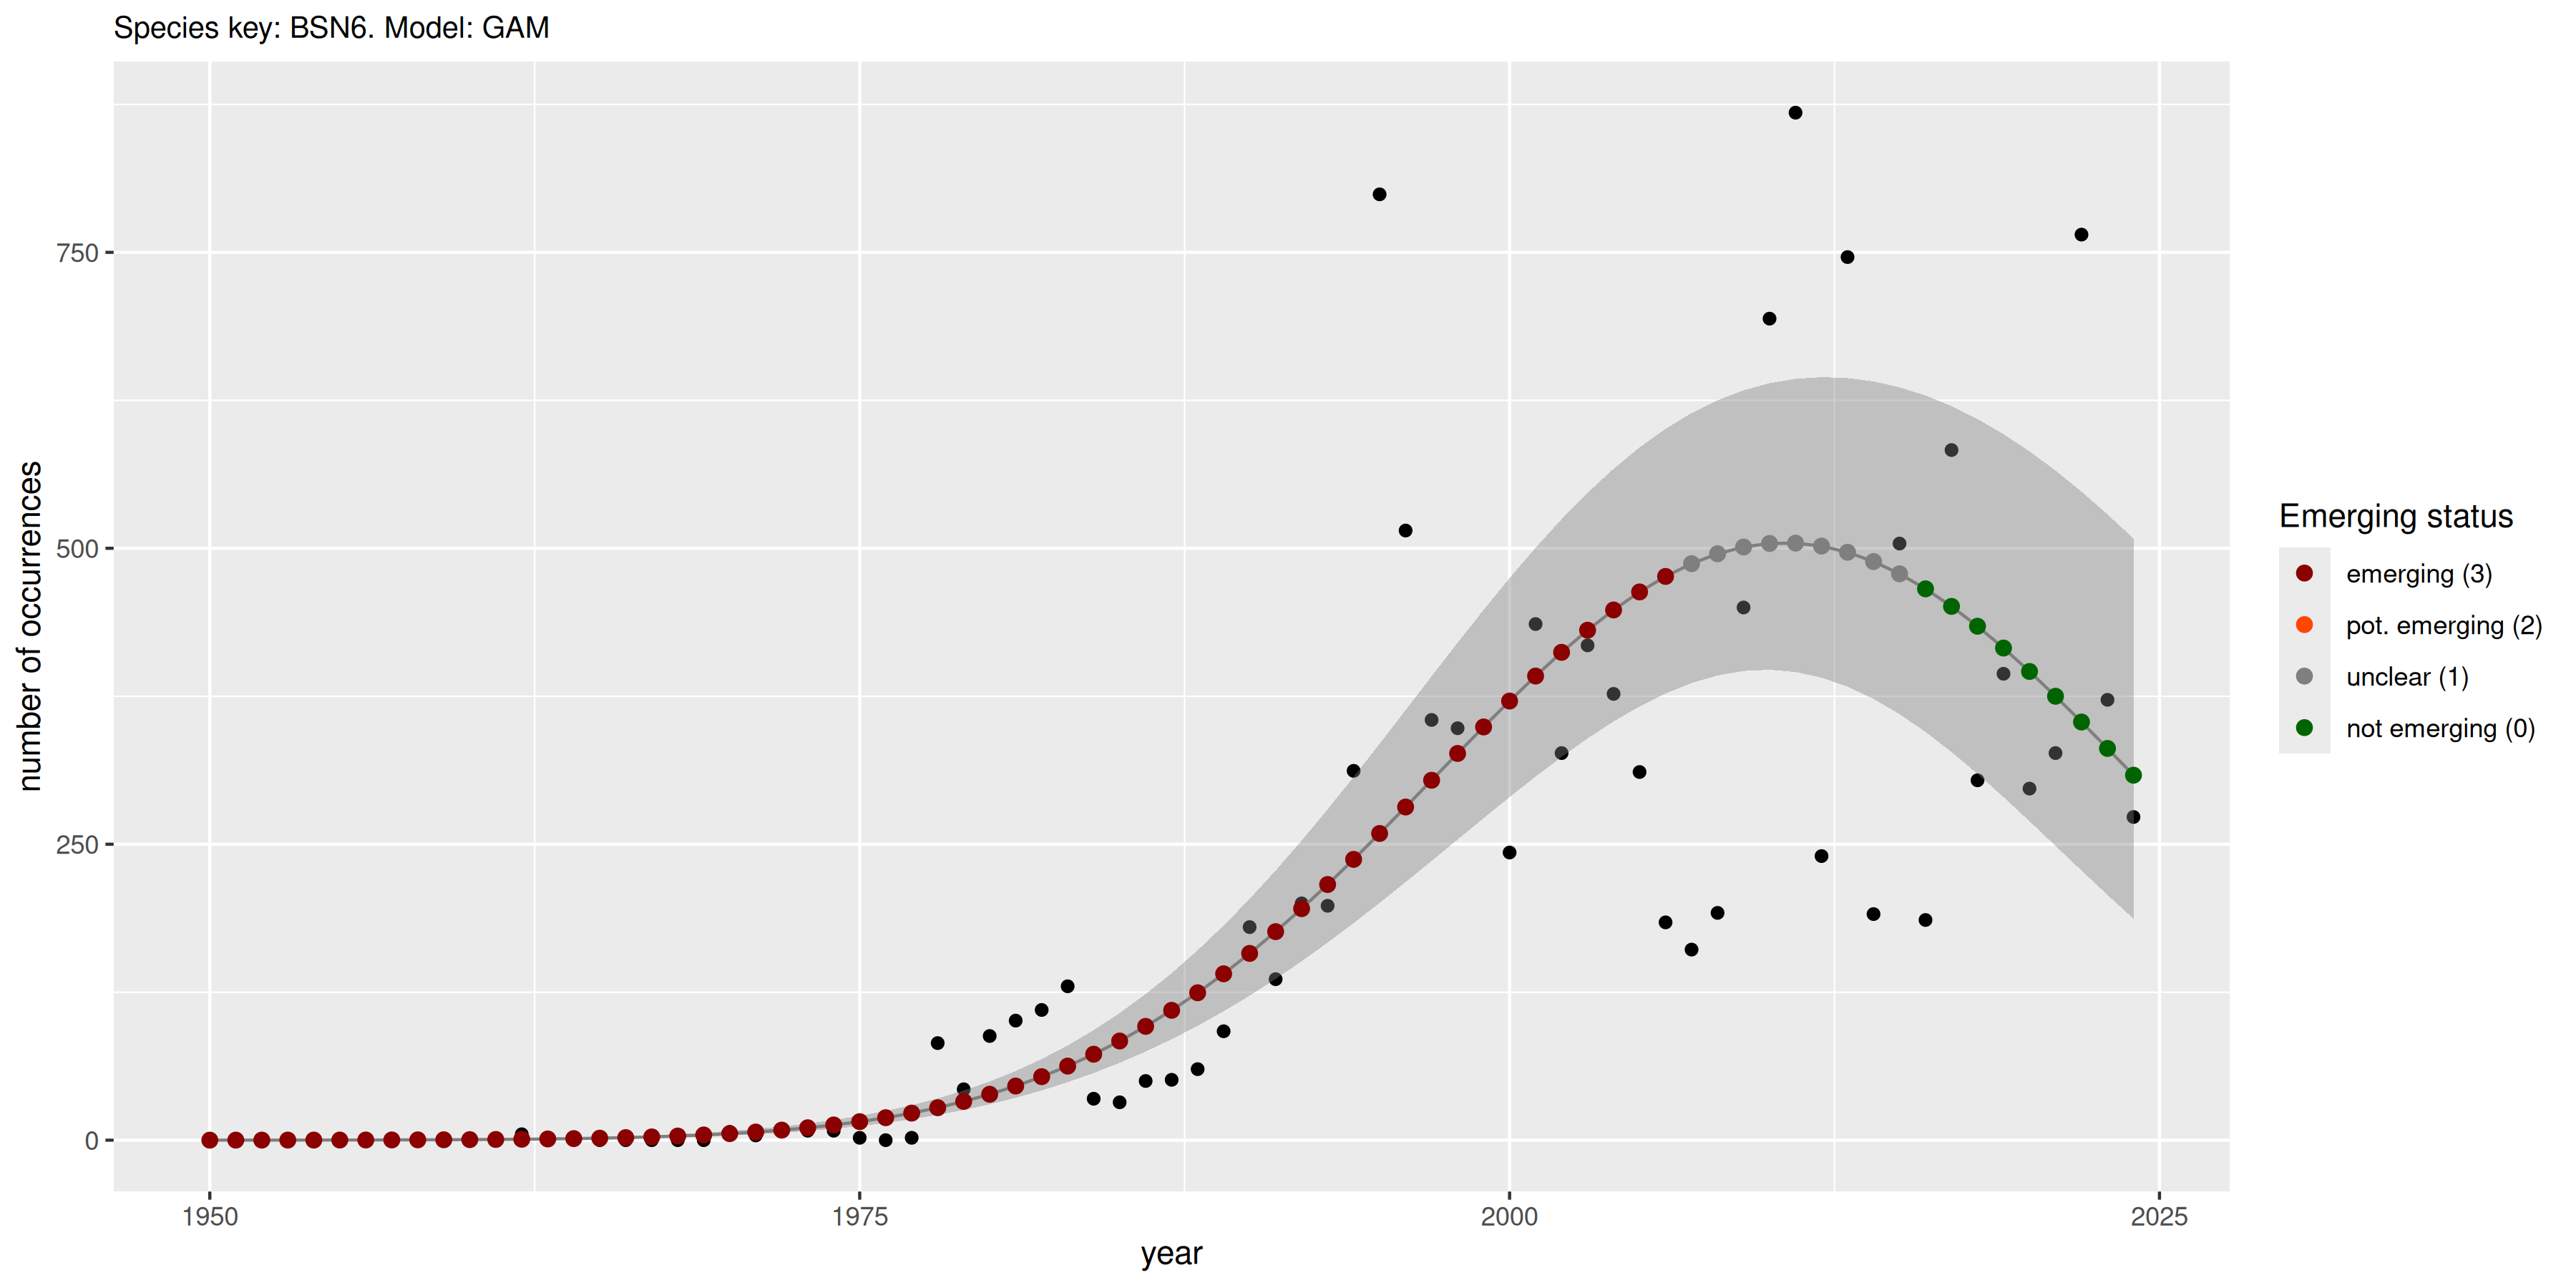 Species key: BSN6. Model: GAM
number of occurrences
750
500
250
0
1950
1975
2000
2025
year
Emerging status
emerging (3)
pot. emerging (2)
unclear (1)
not emerging (0)